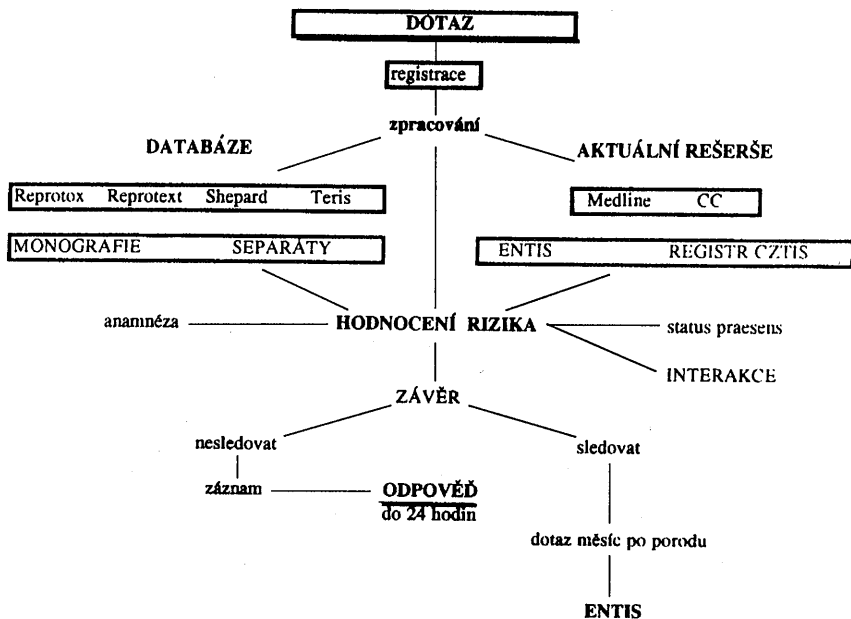 DOTAZ
registrace
zpracování
DATABÁZE
AKTUÁLNÍ REŠERŠE
Reprotox Reprotext Shepard Teris
Medline CC
MONOGRAFIE SEPARÁTY
ENTIS REGISTR CZTIS
anamnéza
HODNOCENÍ RIZIKA
status praesens
INTERAKCE
ZÁVĚR
nesledovat
sledovat
záznam
ODPOVĚĎ
do 24 hodin
dotaz měsíc po porodu
ENTIS